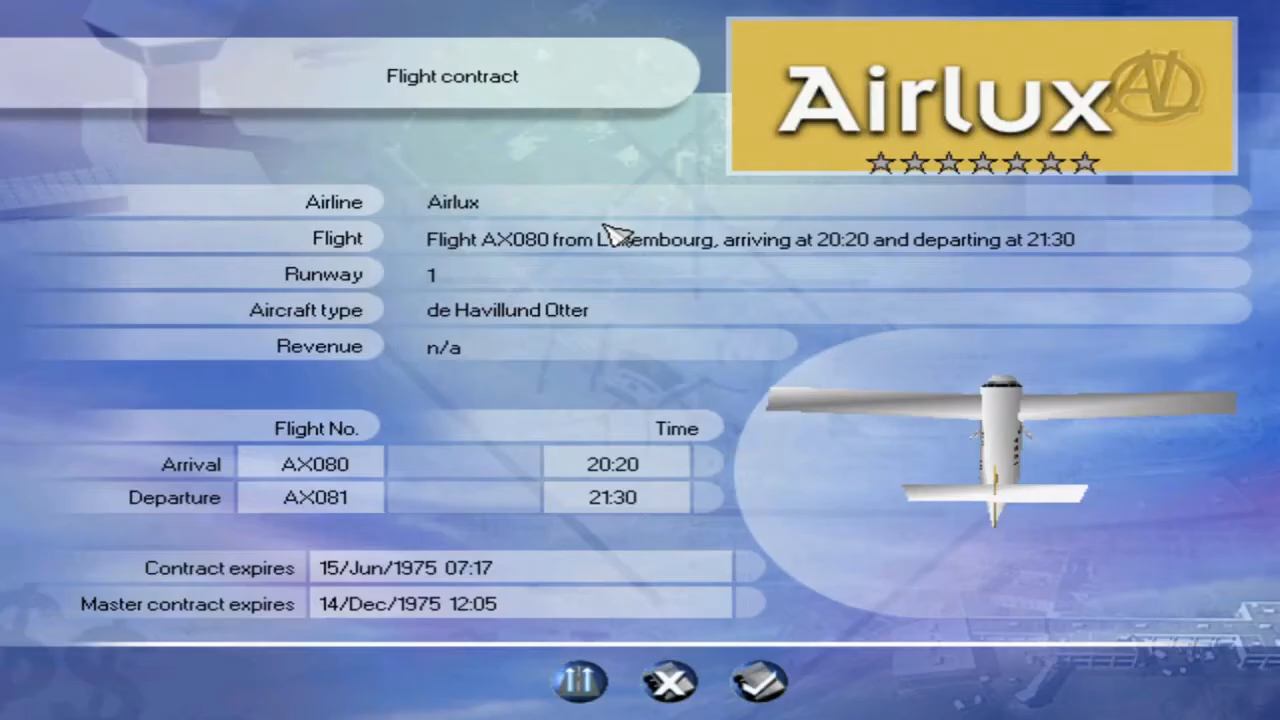 Flight contract
Airlux AL
Airline Airlux
Flight Flight AX080 from Luxembourg, arriving at 20:20 and departing at 21:30
Runway 1
Aircraft type de Havillund Otter
Revenue n/a
Flight No. Time
Arrival AX080 20:20
Departure AX081 21:30
Contract expires 15/Jun/1975 07:17
Master contract expires 14/Dec/1975 12:05